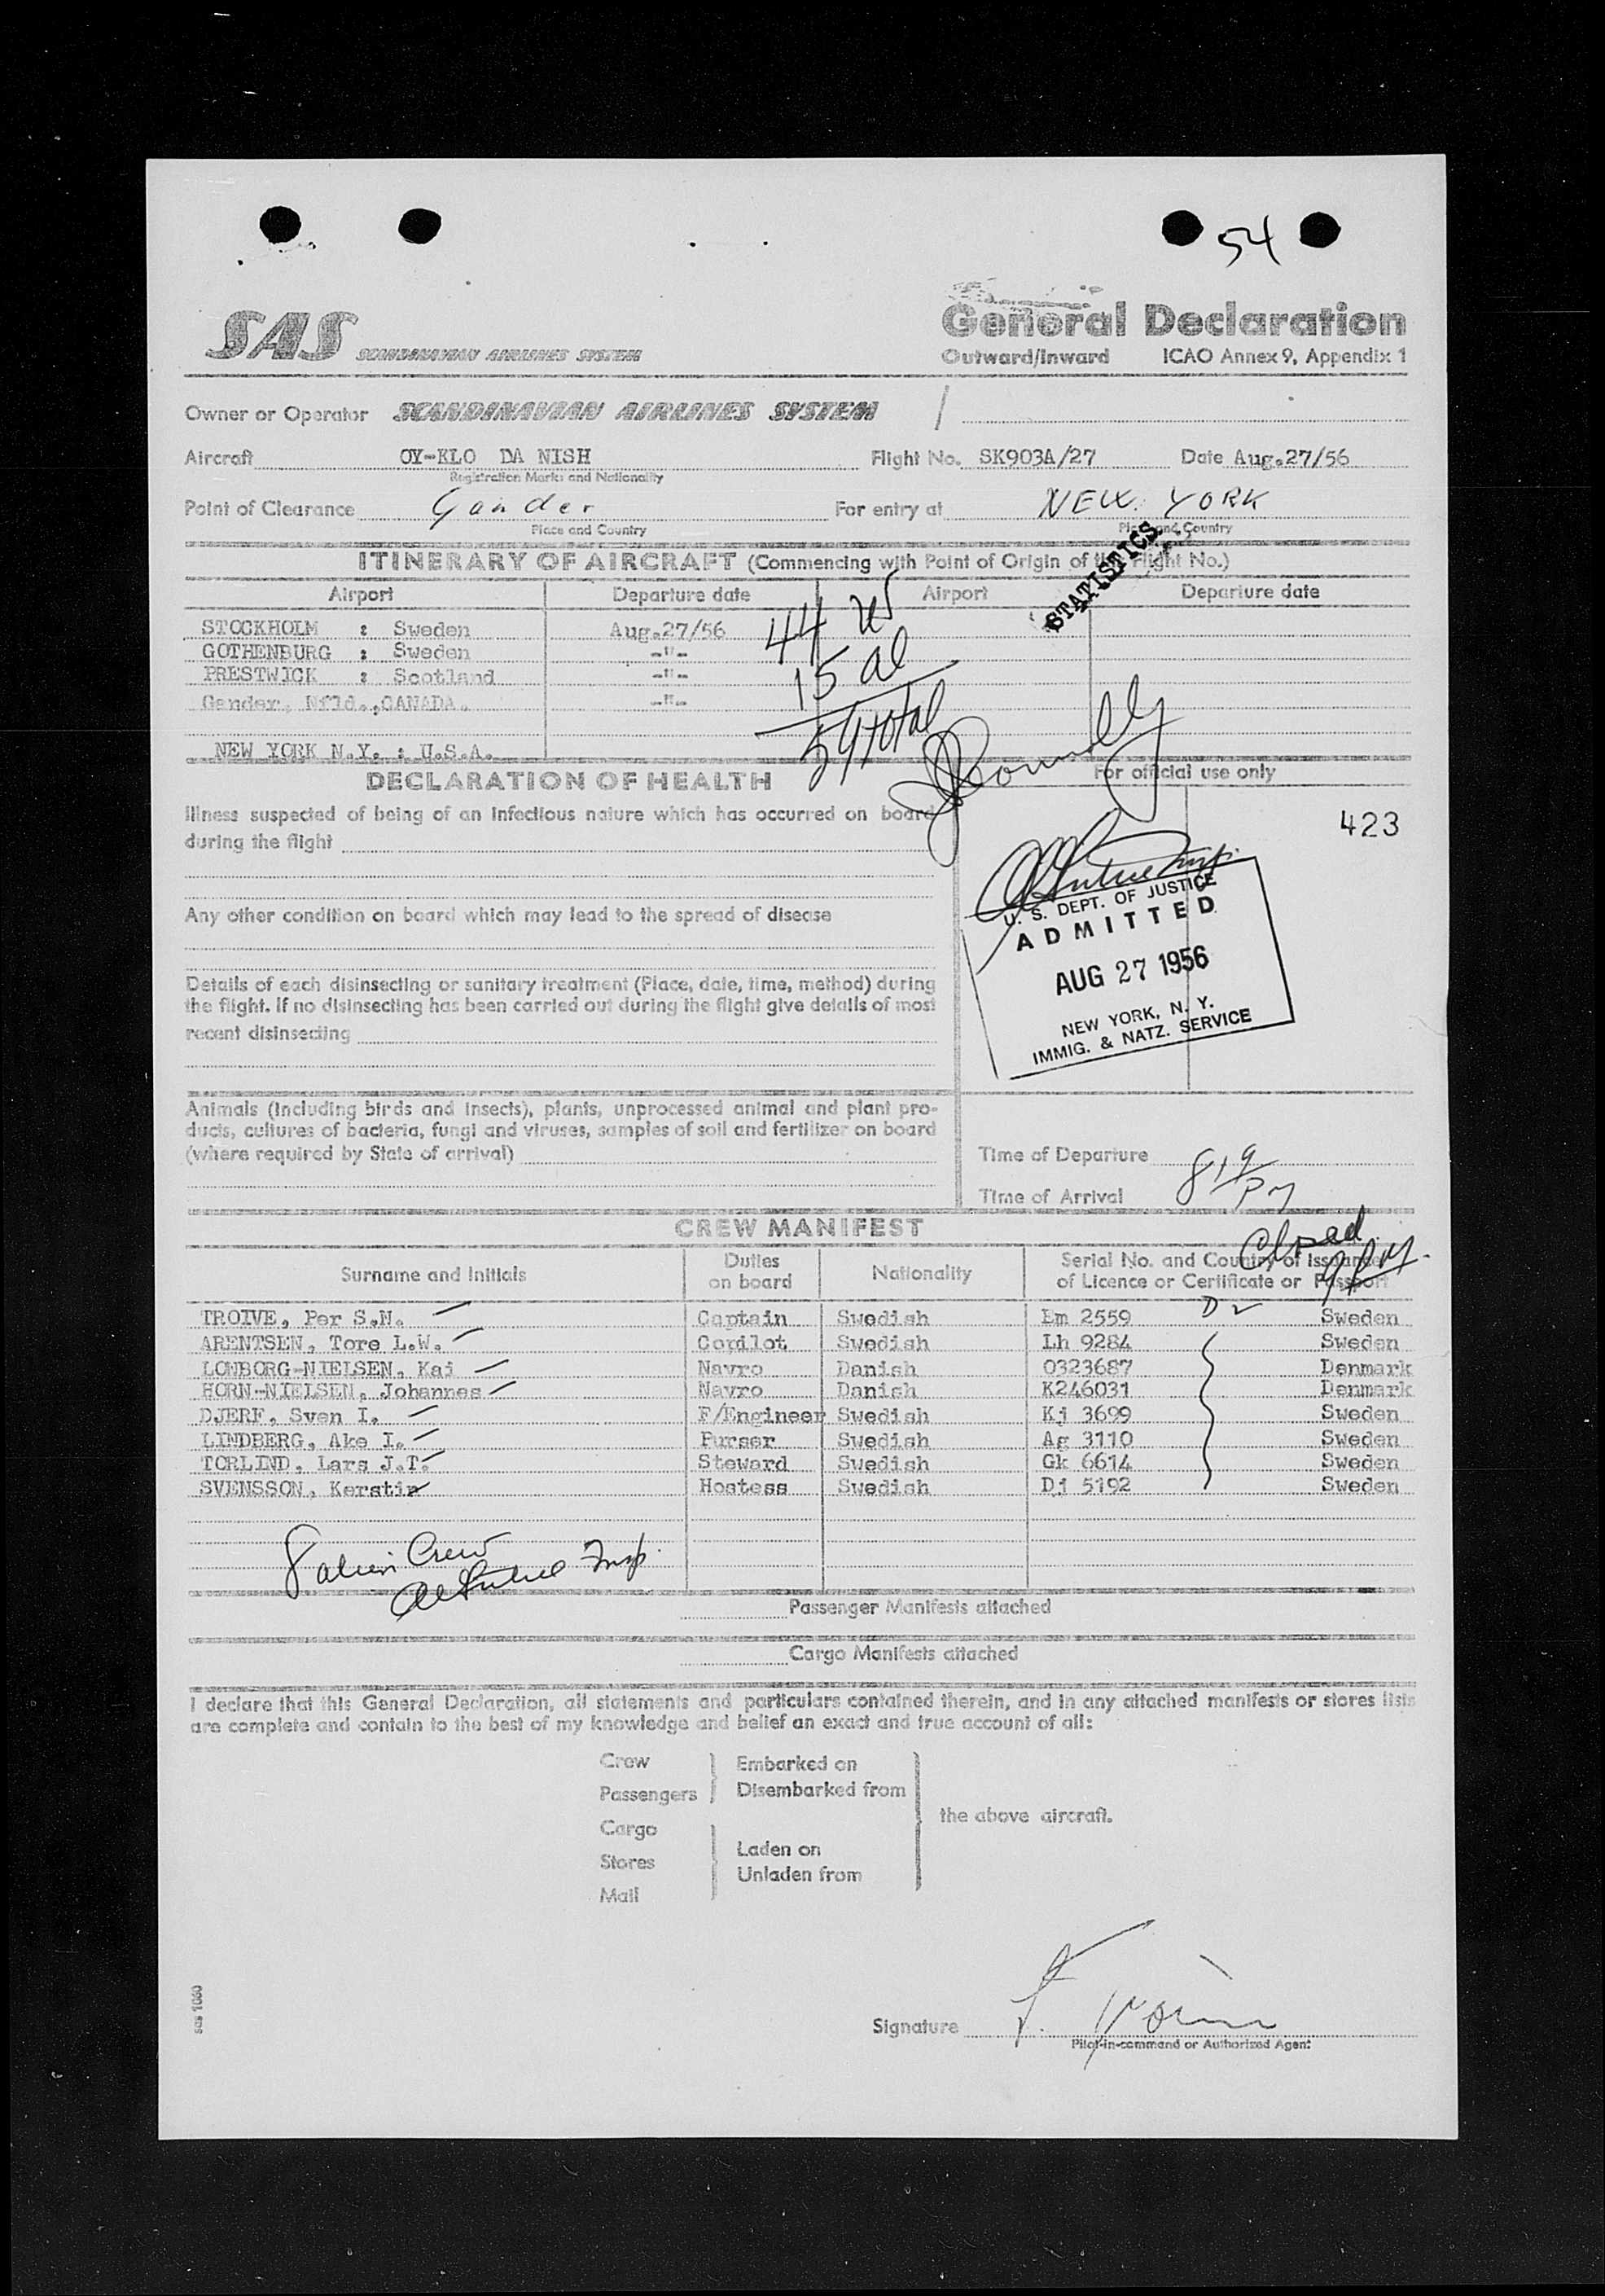 54
SAS SCANDINAVIAN AIRLINES SYSTEM
General Declaration
Outward/Inward ICAO Annex 9, Appendix 1
Owner or Operator SCANDINAVIAN AIRLINES SYSTEM
Aircraft OY-KLO DA NISH Flight No. SK903A/27 Date Aug.27/56
Registration Marks and Nationality
Point of Clearance Gander For entry at NEW YORK
Place and Country Place and Country
STATISTICS
ITINERARY OF AIRCRAFT (Commencing with Point of Origin of the Flight No.)
Airport Departure date Airport Departure date
STOCKHOLM : Sweden Aug.27/56
GOTHENBURG : Sweden -"-
PRESTWICK : Scotland -"-
Gander, Nfld.,CANADA. -"-
NEW YORK N.Y. : U.S.A.
44
15 al
59 total
DECLARATION OF HEALTH
For official use only
Illness suspected of being of an infectious nature which has occurred on board
during the flight
423
Any other condition on board which may lead to the spread of disease
U. S. DEPT. OF JUSTICE
ADMITTED
AUG 27 1956
NEW YORK, N. Y.
IMMIG. & NATZ. SERVICE
Details of each disinsecting or sanitary treatment (Place, date, time, method) during
the flight. If no disinsecting has been carried out during the flight give details of most
recent disinsecting
Animals (including birds and insects), plants, unprocessed animal and plant pro-
ducts, cultures of bacteria, fungi and viruses, samples of soil and fertilizer on board
(where required by State of arrival)
Time of Departure
819 PM
Time of Arrival
CREW MANIFEST
Closed
9PM.
Surname and Initials Duties on board Nationality Serial No. and Country of Issuance of Licence or Certificate or Passport
TROIVE, Per S.N. Captain Swedish Em 2559 D2 Sweden
ARENTSEN, Tore L.W. Copilot Swedish Lh 9284 Sweden
LONBORG-NIELSEN, Kai Navro Danish 0323687 Denmark
HORN-NIELSEN, Johannes Navro Danish K246031 Denmark
DJERF, Sven I. F/Engineer Swedish Kj 3699 Sweden
LINDBERG, Ake I. Purser Swedish Ag 3110 Sweden
TORLIND, Lars J.T. Steward Swedish Gk 6614 Sweden
SVENSSON, Kerstin Hostess Swedish Dj 5192 Sweden
8 alien Crew
Insp.
Passenger Manifests attached
Cargo Manifests attached
I declare that this General Declaration, all statements and particulars contained therein, and in any attached manifests or stores lists
are complete and contain to the best of my knowledge and belief an exact and true account of all:
Crew Embarked on
Passengers Disembarked from
the above aircraft.
Cargo
Laden on
Stores
Unladen from
Mail
sas 1060
Signature
Pilot-in-command or Authorized Agent